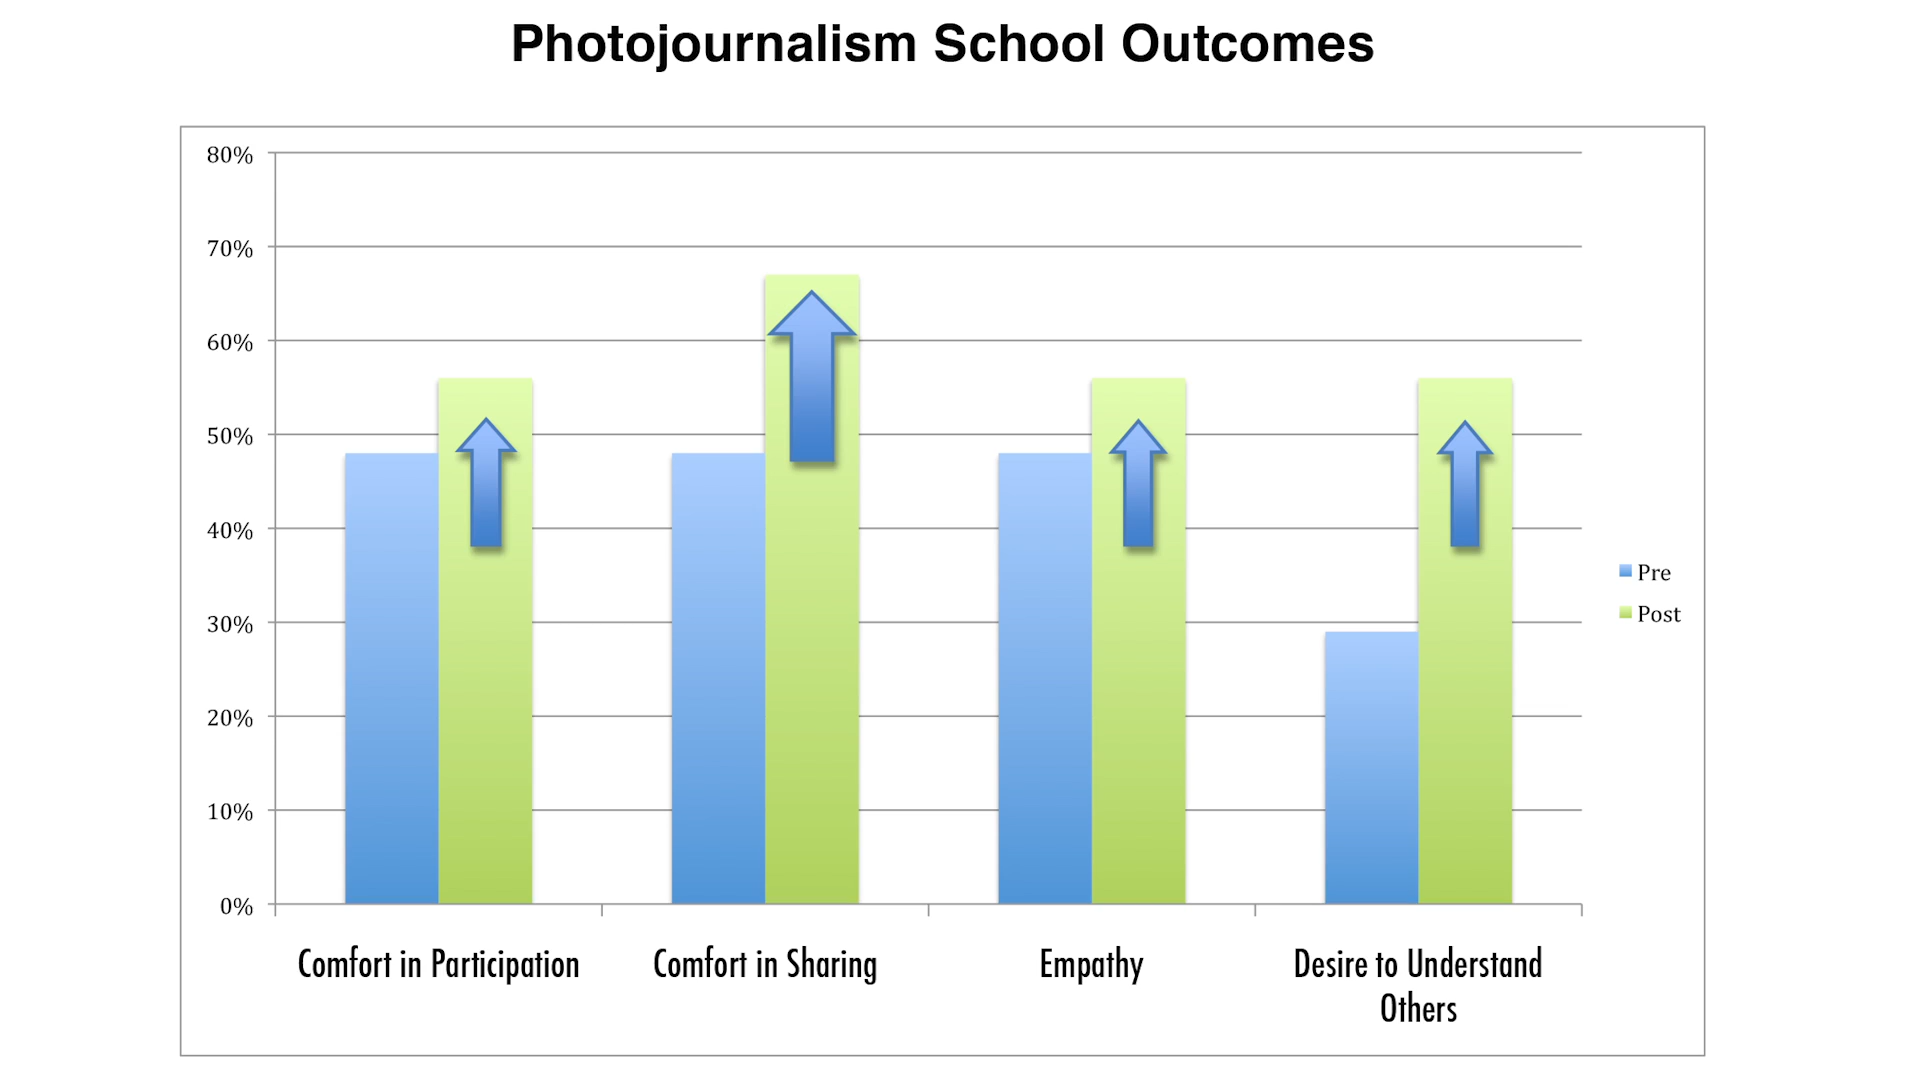 Photojournalism School Outcomes
80%
70%
60%
50%
40%
30%
20%
10%
0%
Comfort in Participation
Comfort in Sharing
Empathy
Desire to Understand
Others
Pre
Post